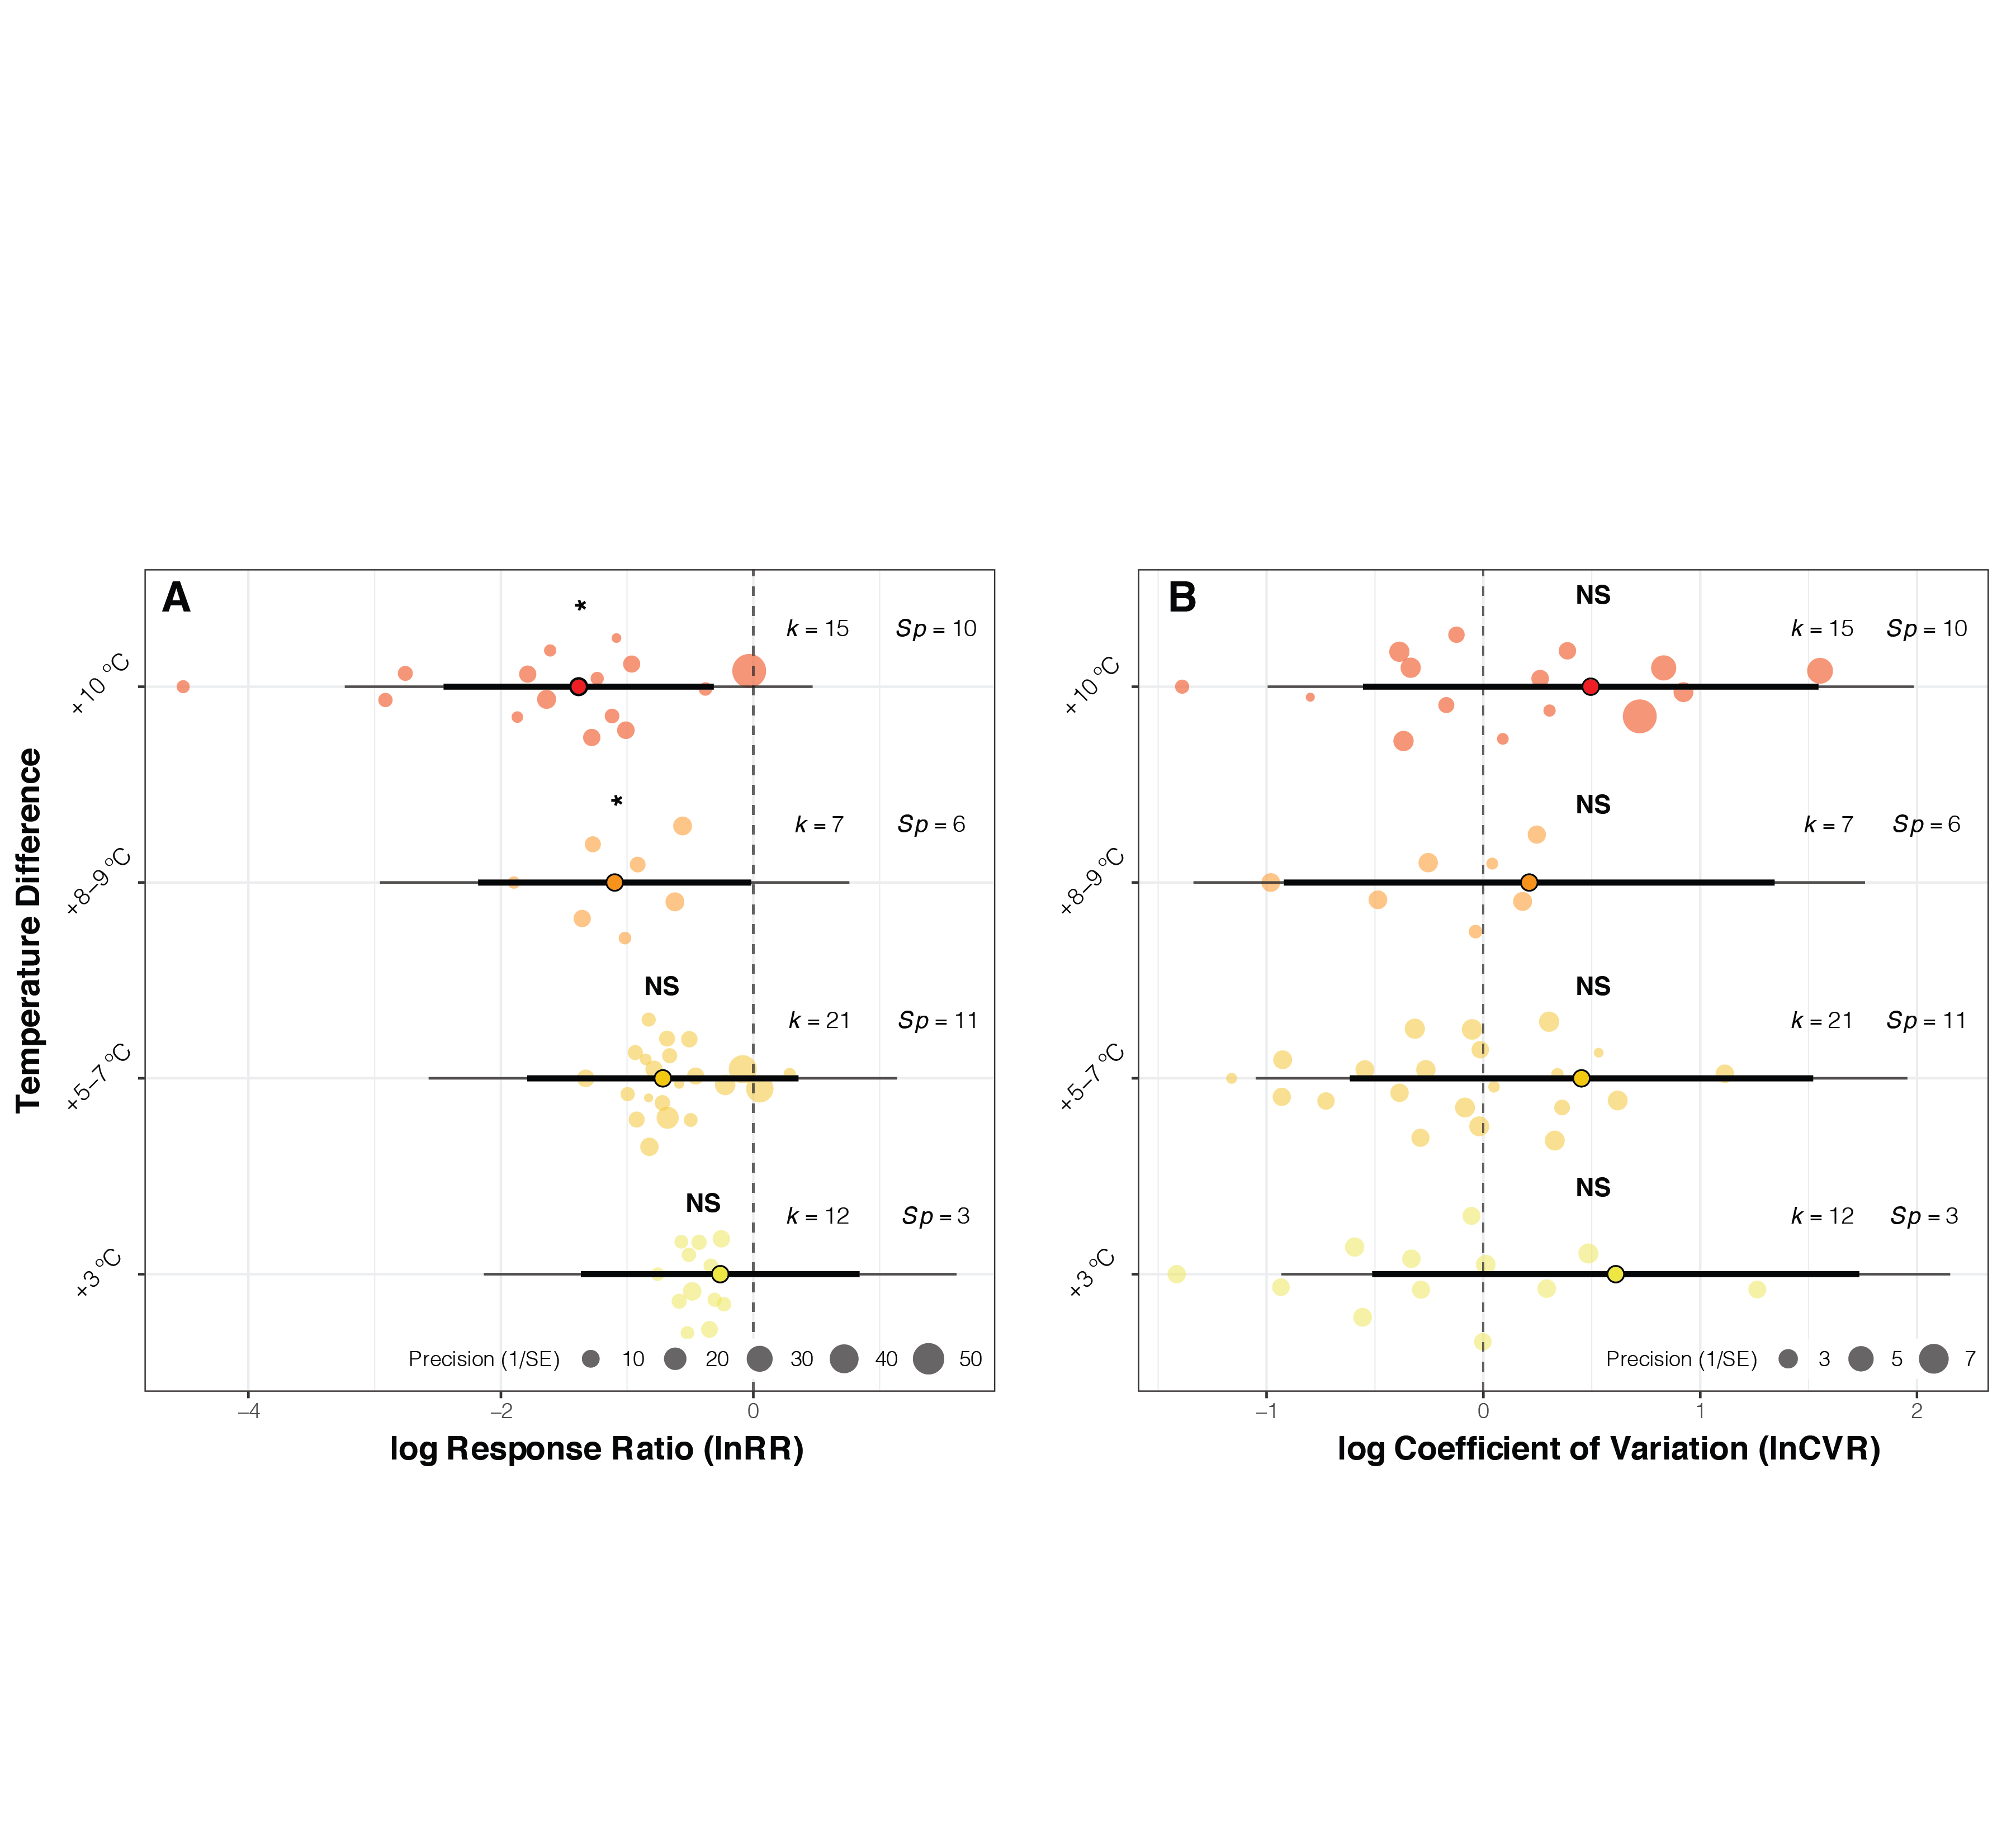 A
*
k = 15 Sp = 10
+10 °C
*
k = 7 Sp = 6
+8–9 °C
NS
k = 21 Sp = 11
+5–7 °C
NS
k = 12 Sp = 3
+3 °C
Precision (1/SE) 10 20 30 40 50
–4 –2 0
log Response Ratio (lnRR)
Temperature Difference
B
NS
k = 15 Sp = 10
+10 °C
NS
k = 7 Sp = 6
+8–9 °C
NS
k = 21 Sp = 11
+5–7 °C
NS
k = 12 Sp = 3
+3 °C
Precision (1/SE) 3 5 7
–1 0 1 2
log Coefficient of Variation (lnCVR)